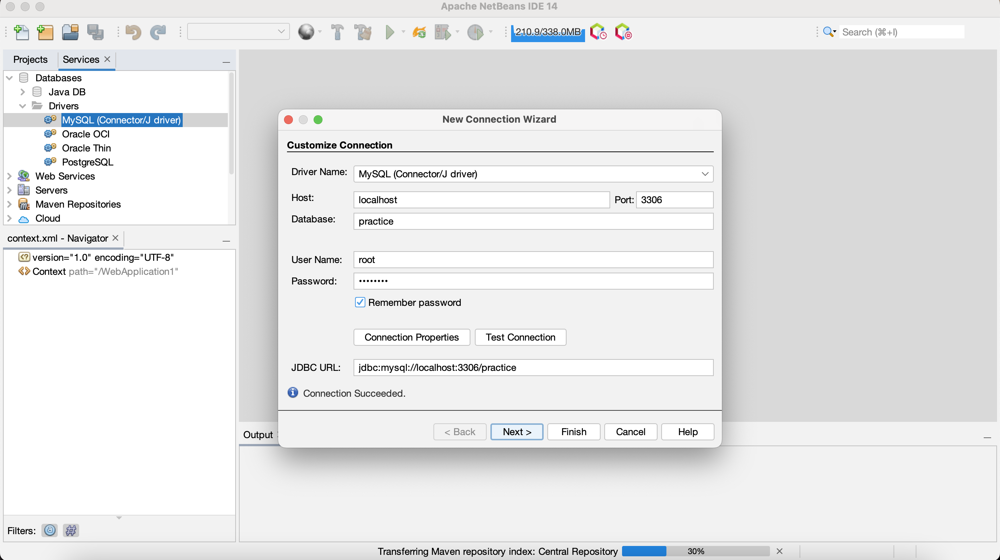 Apache NetBeans IDE 14
210.9/338.0MB
Search (⌘+I)
Projects
Services
Databases
Java DB
Drivers
MySQL (Connector/J driver)
Oracle OCI
Oracle Thin
PostgreSQL
Web Services
Servers
Maven Repositories
Cloud
context.xml - Navigator
version="1.0" encoding="UTF-8"
Context path="/WebApplication1"
Filters:
New Connection Wizard
Customize Connection
Driver Name: MySQL (Connector/J driver)
Host: localhost Port: 3306
Database: practice
User Name: root
Password: ••••••••
Remember password
Connection Properties Test Connection
JDBC URL: jdbc:mysql://localhost:3306/practice
Connection Succeeded.
< Back Next > Finish Cancel Help
Output
Transferring Maven repository index: Central Repository 30%